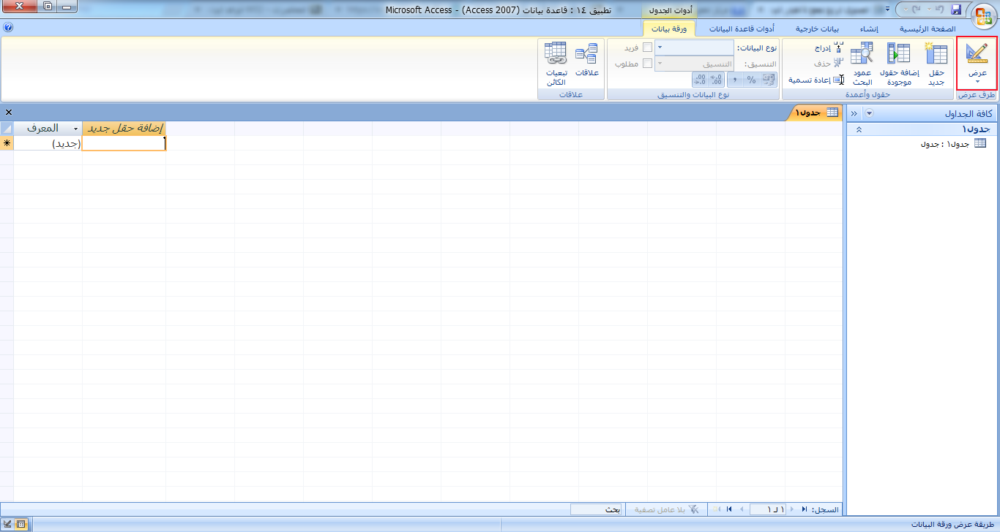 تطبيق ١٤ : قاعدة بيانات (Access 2007) - Microsoft Access
أدوات الجدول
الصفحة الرئيسية
إنشاء
بيانات خارجية
أدوات قاعدة البيانات
ورقة بيانات
عرض
طرق عرض
حقل جديد
إضافة حقول موجودة
عمود البحث
إدراج
حذف
إعادة تسمية
حقول وأعمدة
نوع البيانات:
فريد
التنسيق:
التنسيق
مطلوب
نوع البيانات والتنسيق
علاقات
تبعيات الكائن
علاقات
كافة الجداول
جدول١
جدول١ : جدول
جدول١
المعرف
إضافة حقل جديد
(جديد)
السجل:
١ لـ ١
بلا عامل تصفية
بحث
طريقة عرض ورقة البيانات